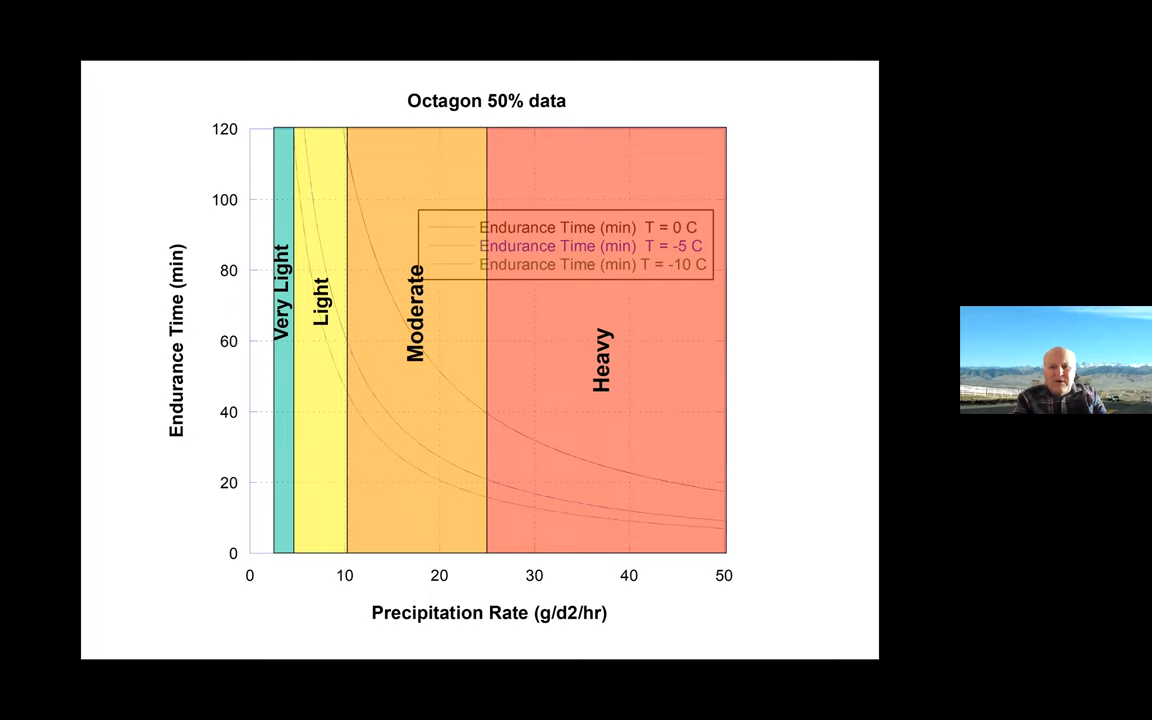 Octagon 50% data
120
100
80
60
40
20
0
Endurance Time (min)
Very Light
Light
Moderate
Heavy
Endurance Time (min) T = 0 C
Endurance Time (min) T = -5 C
Endurance Time (min) T = -10 C
0 10 20 30 40 50
Precipitation Rate (g/d2/hr)